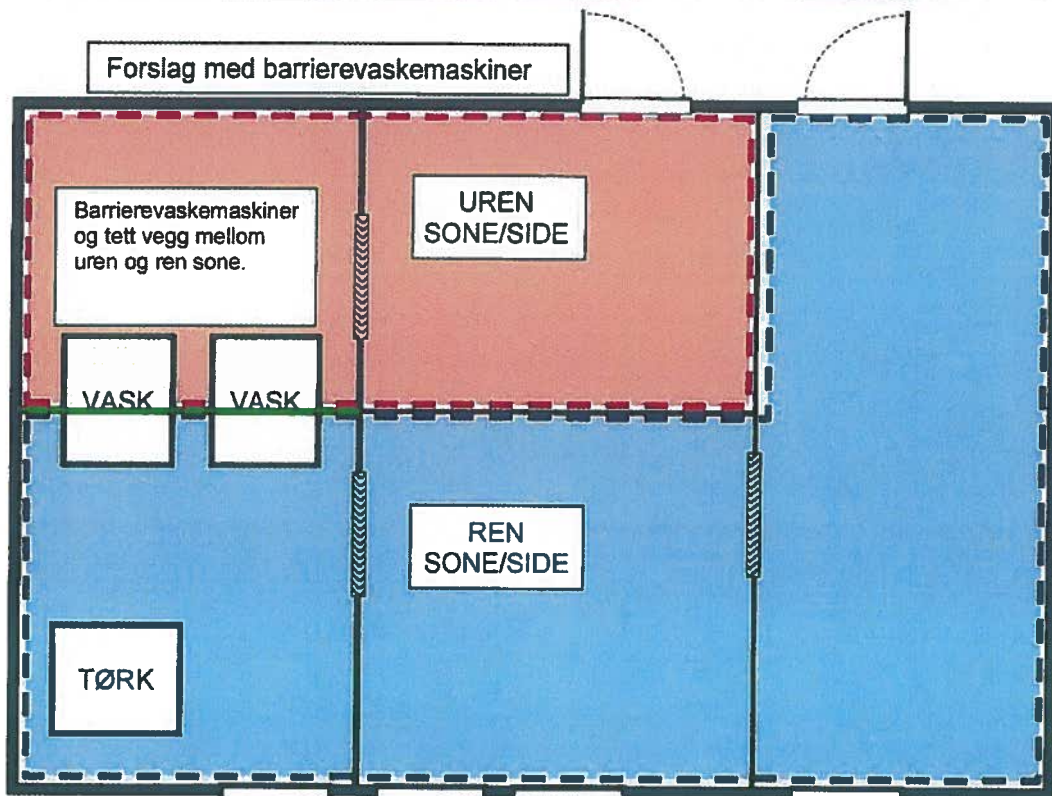 Forslag med barrierevaskemaskiner
Barrierevaskemaskiner
og tett vegg mellom
uren og ren sone.
UREN
SONE/SIDE
VASK
VASK
REN
SONE/SIDE
TØRK